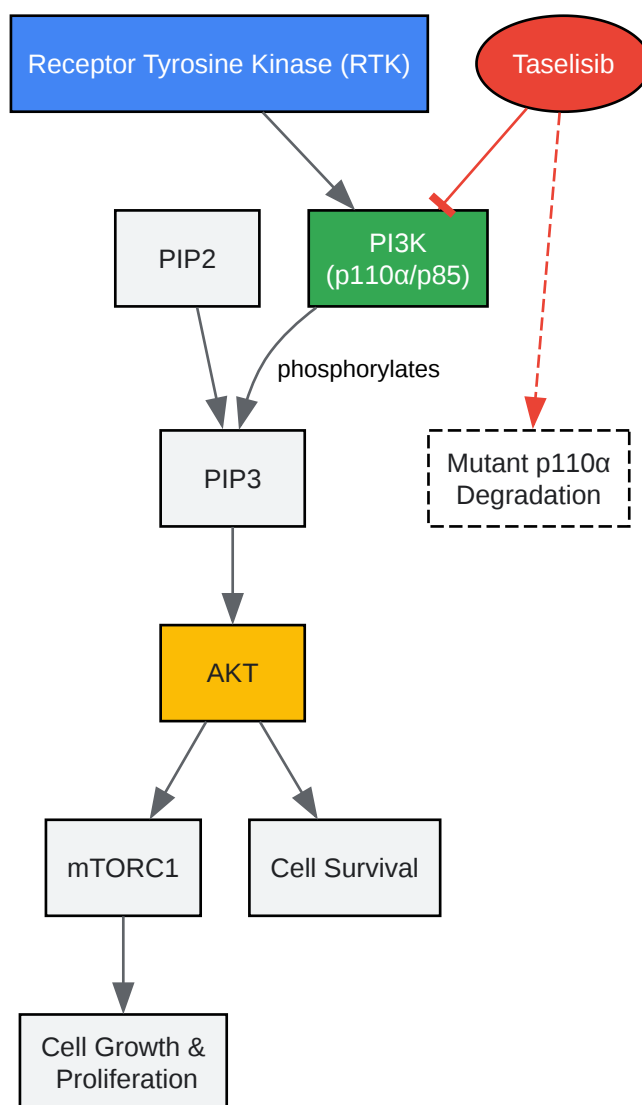 Receptor Tyrosine Kinase (RTK)
Taselisib
PIP2
PI3K
(p110α/p85)
phosphorylates
PIP3
Mutant p110α
Degradation
AKT
mTORC1
Cell Survival
Cell Growth &
Proliferation